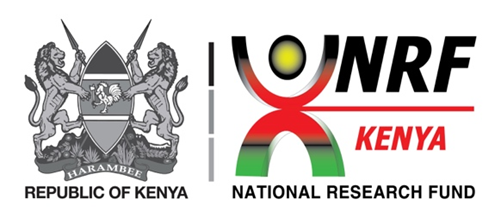 HARAMBEE
REPUBLIC OF KENYA
NRF
KENYA
NATIONAL RESEARCH FUND